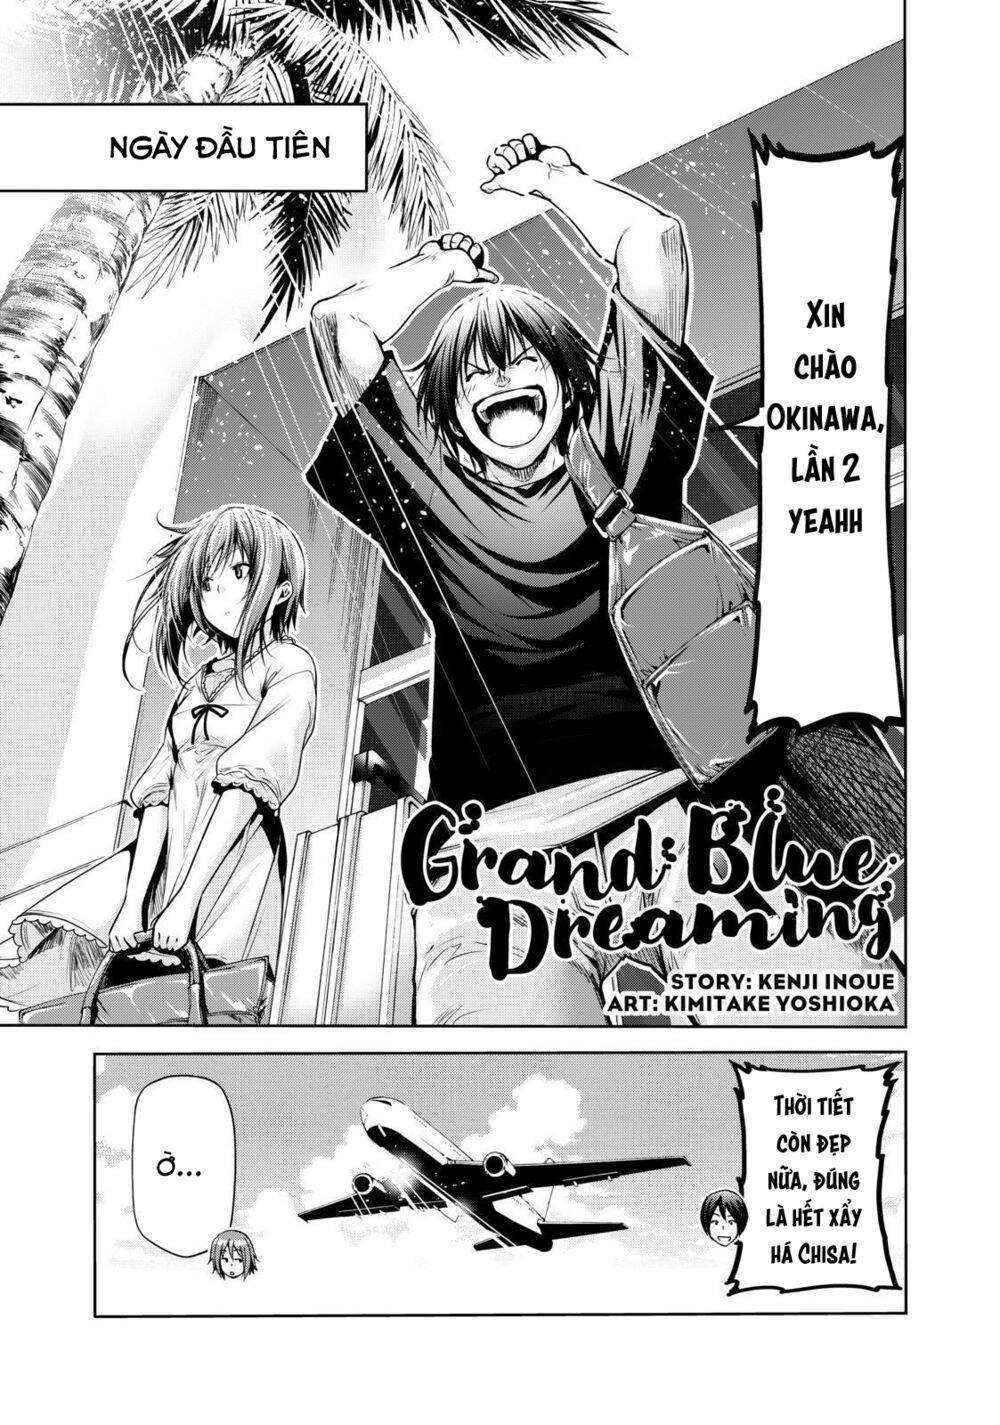 NGÀY ĐẦU TIÊN
XIN
CHÀO
OKINAWA,
LẦN 2
YEAHH
Grand Blue
Dreaming
STORY: KENJI INOUE
ART: KIMITAKE YOSHIOKA
THỜI TIẾT
CÒN ĐẸP
NỮA, ĐÚNG
LÀ HẾT XẨY
HÁ CHISA!
Ờ...